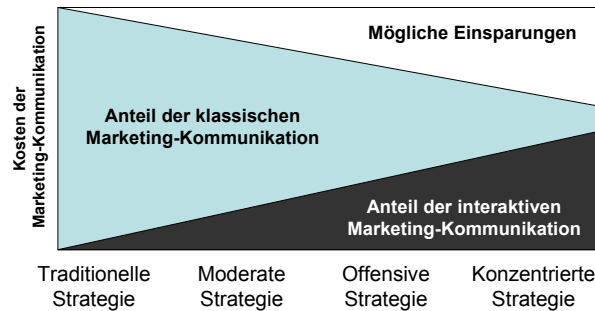 Mögliche Einsparungen
Anteil der klassischen
Marketing-Kommunikation
Kosten der
Marketing-Kommunikation
Anteil der interaktiven
Marketing-Kommunikation
Traditionelle
Strategie
Moderate
Strategie
Offensive
Strategie
Konzentrierte
Strategie